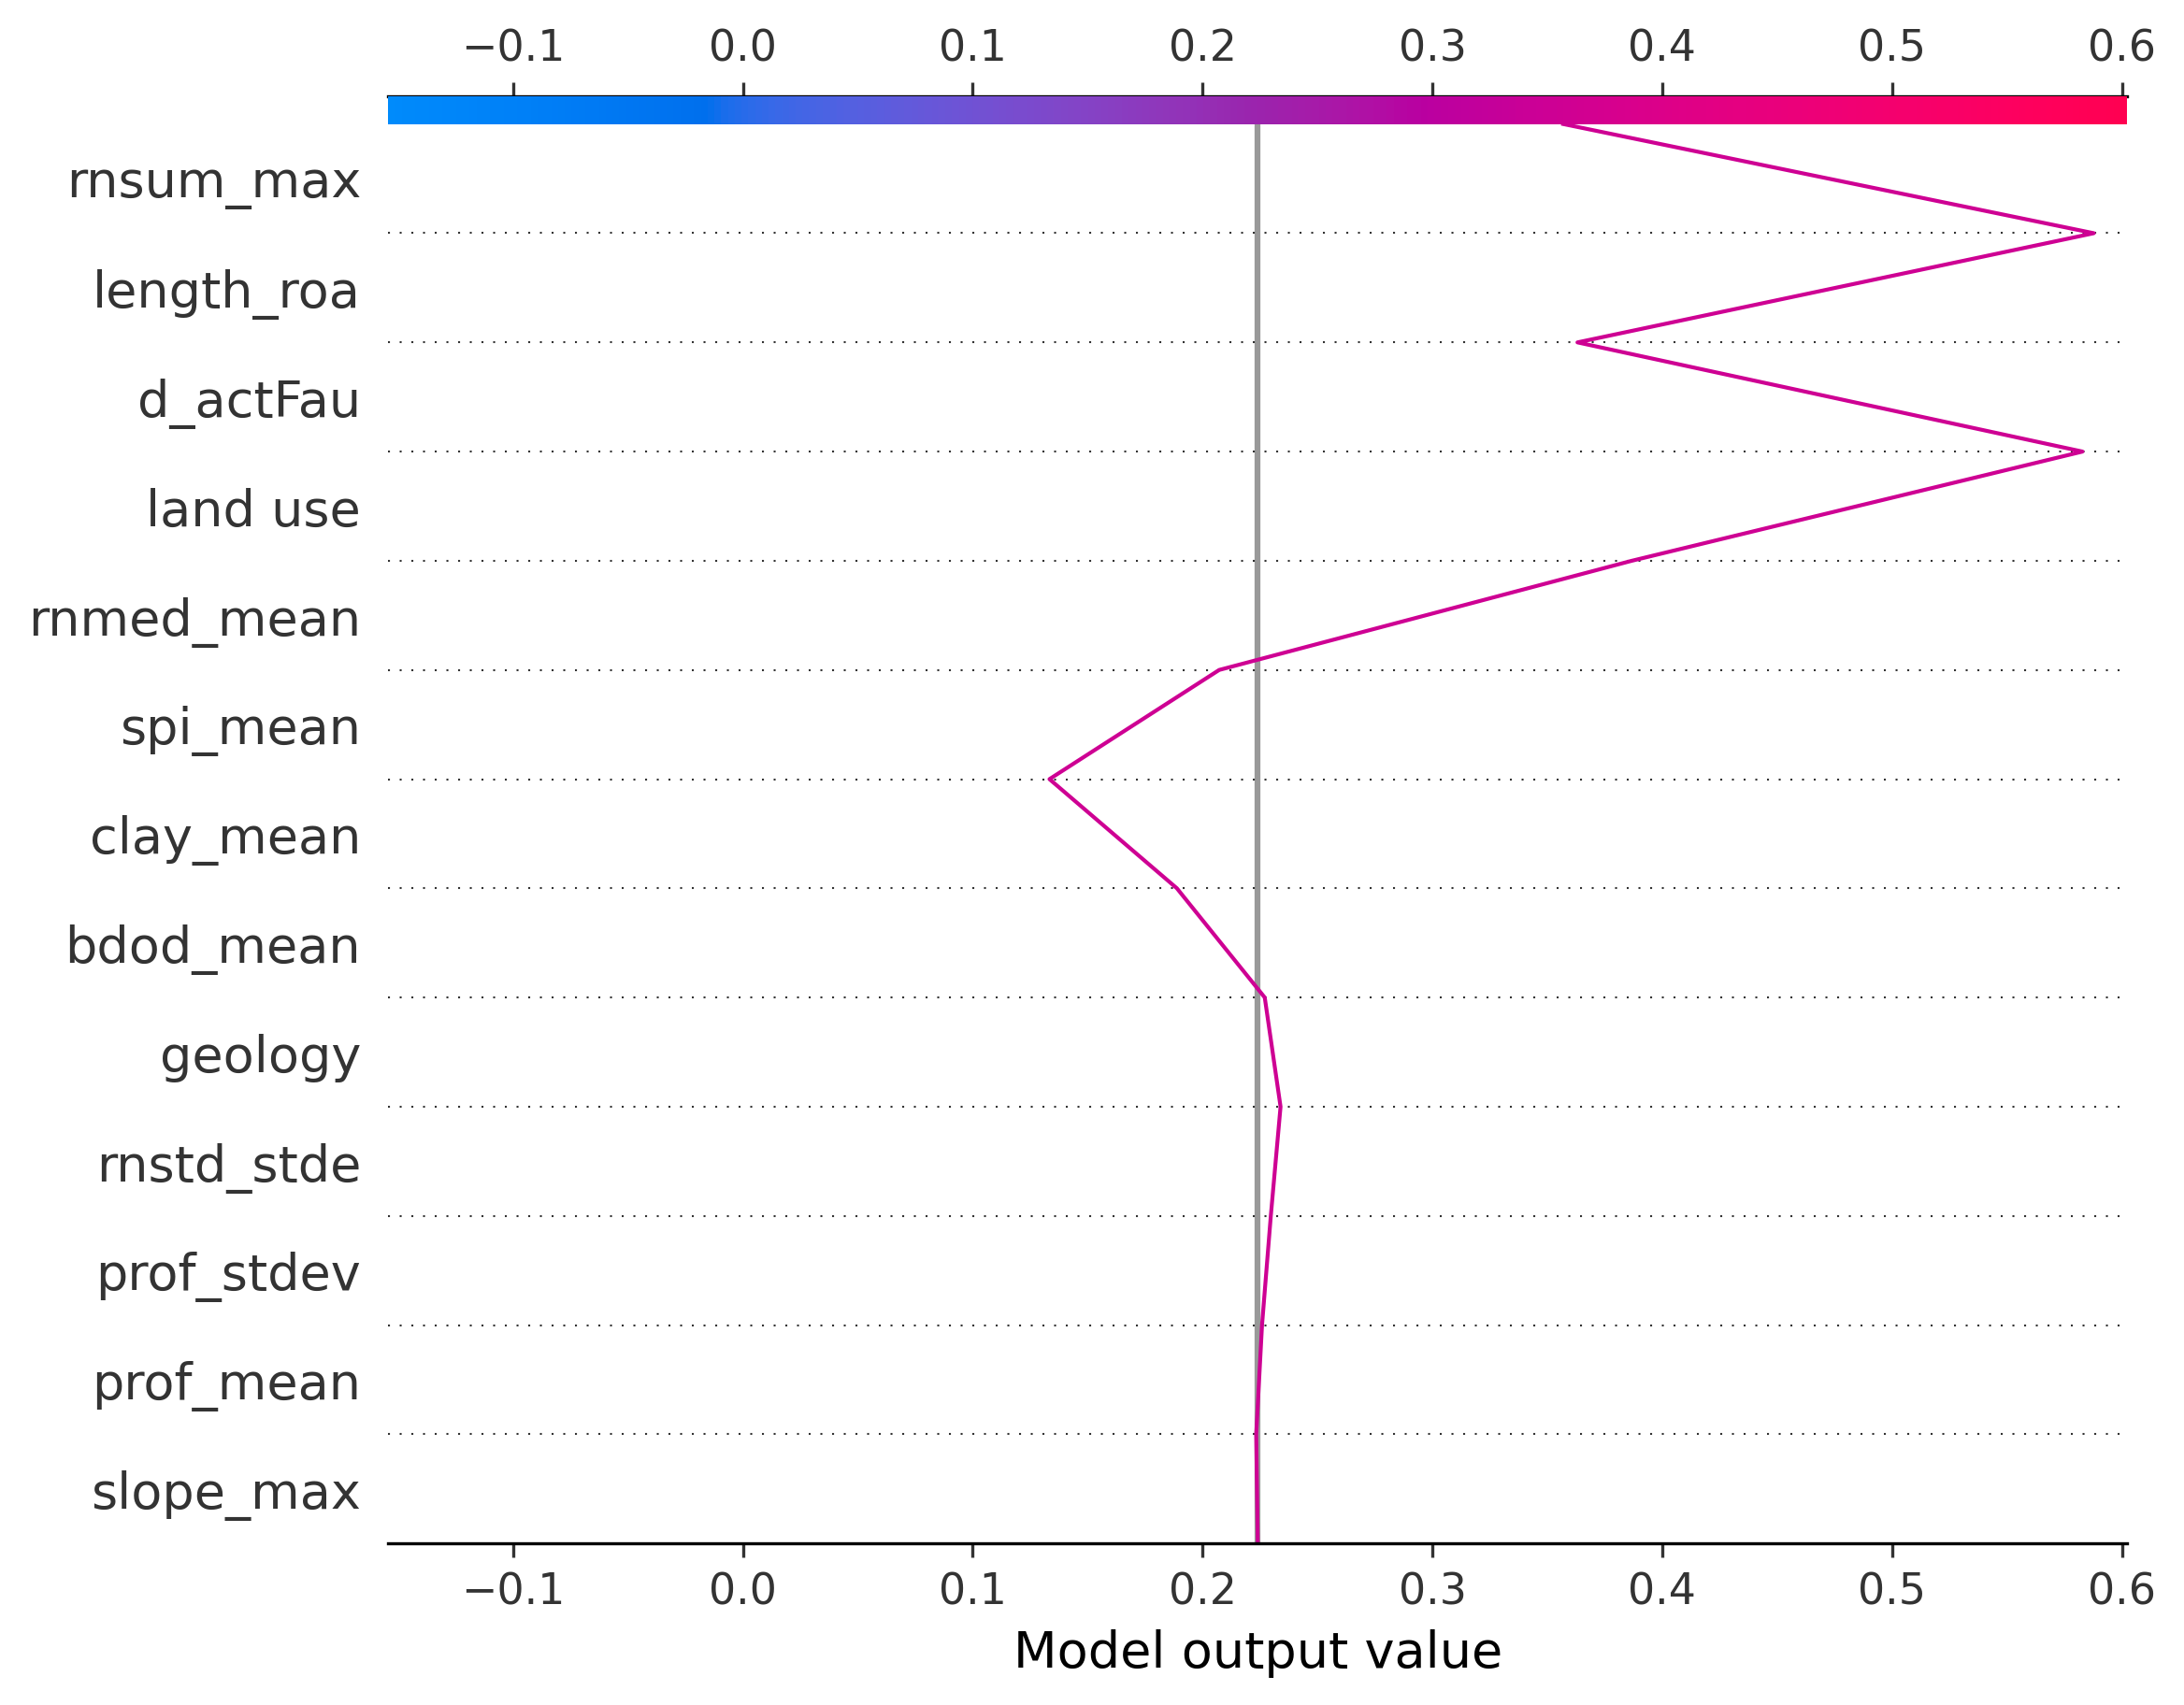 −0.1 0.0 0.1 0.2 0.3 0.4 0.5 0.6
rnsum_max
length_roa
d_actFau
land use
rnmed_mean
spi_mean
clay_mean
bdod_mean
geology
rnstd_stde
prof_stdev
prof_mean
slope_max
−0.1 0.0 0.1 0.2 0.3 0.4 0.5 0.6
Model output value